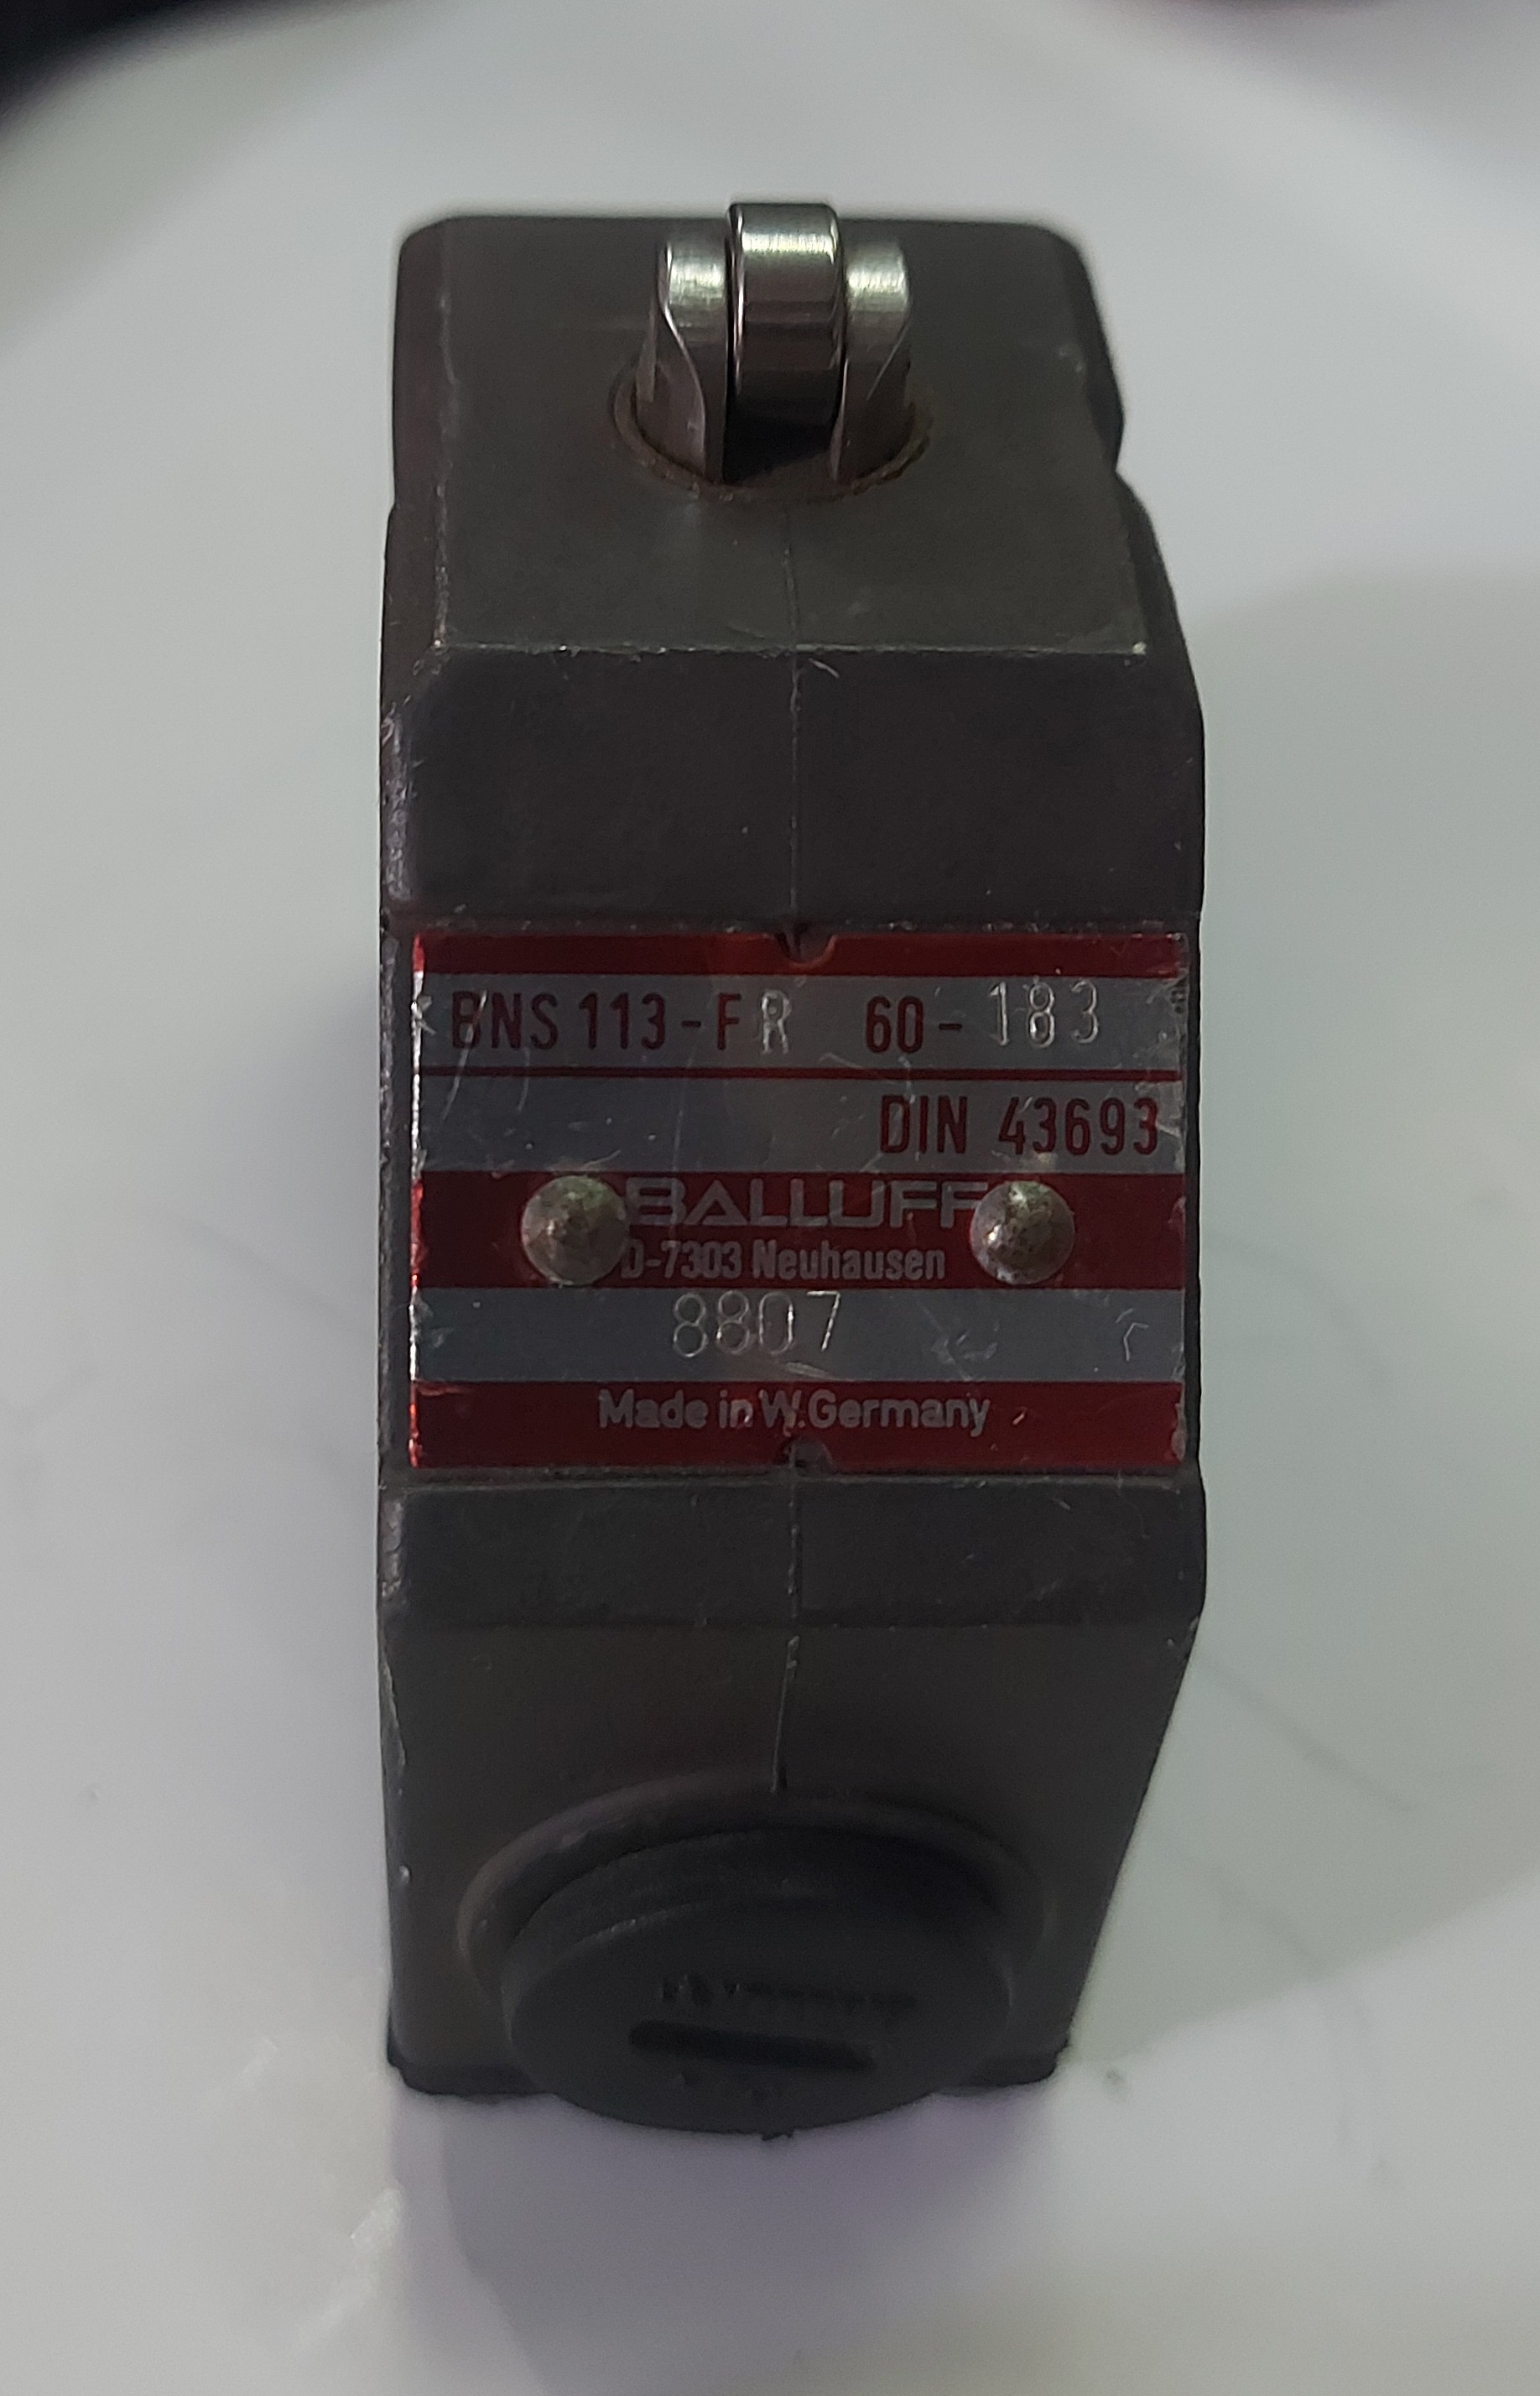 BNS 113-FR 60-183
DIN 43693
BALLUFF
D-7303 Neuhausen
8807
Made in W.Germany